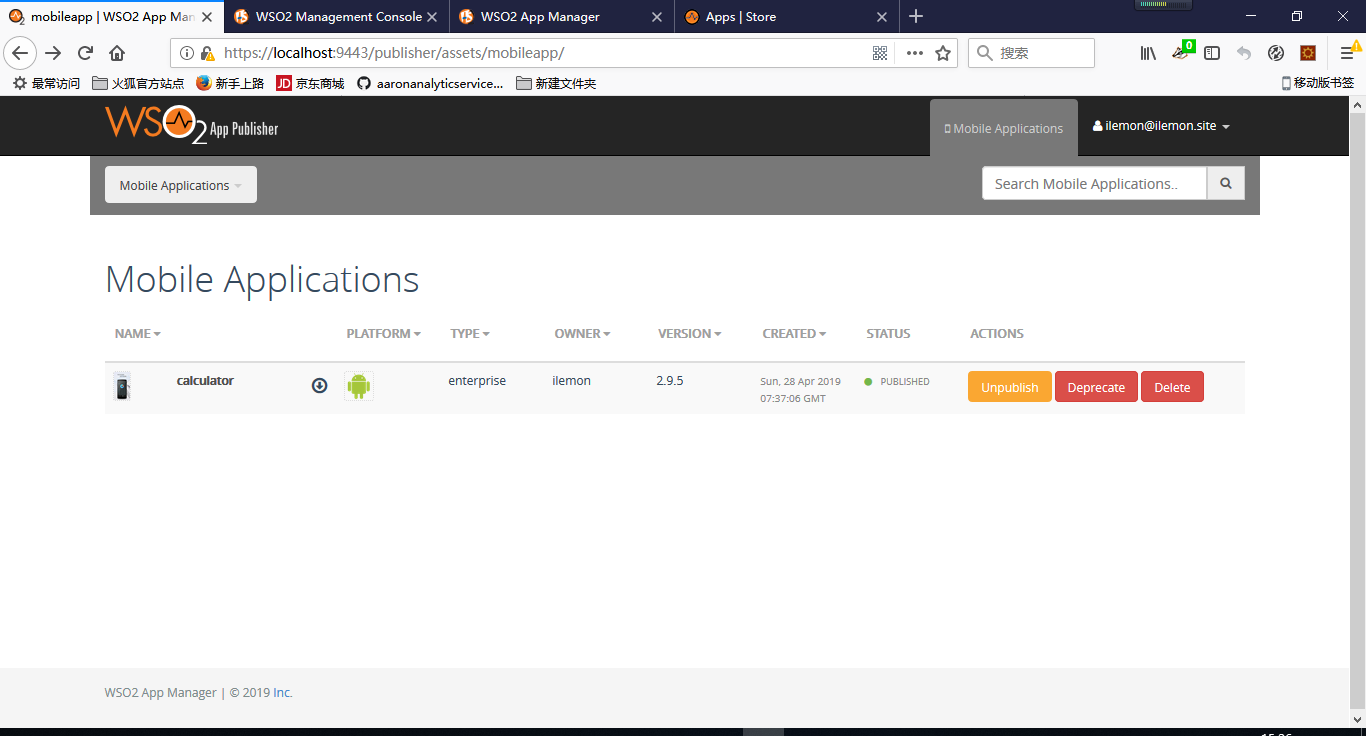 mobileapp | WSO2 App Man
WSO2 Management Console
WSO2 App Manager
Apps | Store
https://localhost:9443/publisher/assets/mobileapp/
搜索
0
最常访问
火狐官方站点
新手上路
JD 京东商城
aaronanalyticservice...
新建文件夹
移动版书签
WSO2 App Publisher
Mobile Applications
ilemon@ilemon.site
Mobile Applications
Search Mobile Applications..
Mobile Applications
NAME PLATFORM TYPE OWNER VERSION CREATED STATUS ACTIONS
calculator enterprise ilemon 2.9.5 Sun, 28 Apr 2019 PUBLISHED Unpublish Deprecate Delete
07:37:06 GMT
WSO2 App Manager | © 2019 Inc.